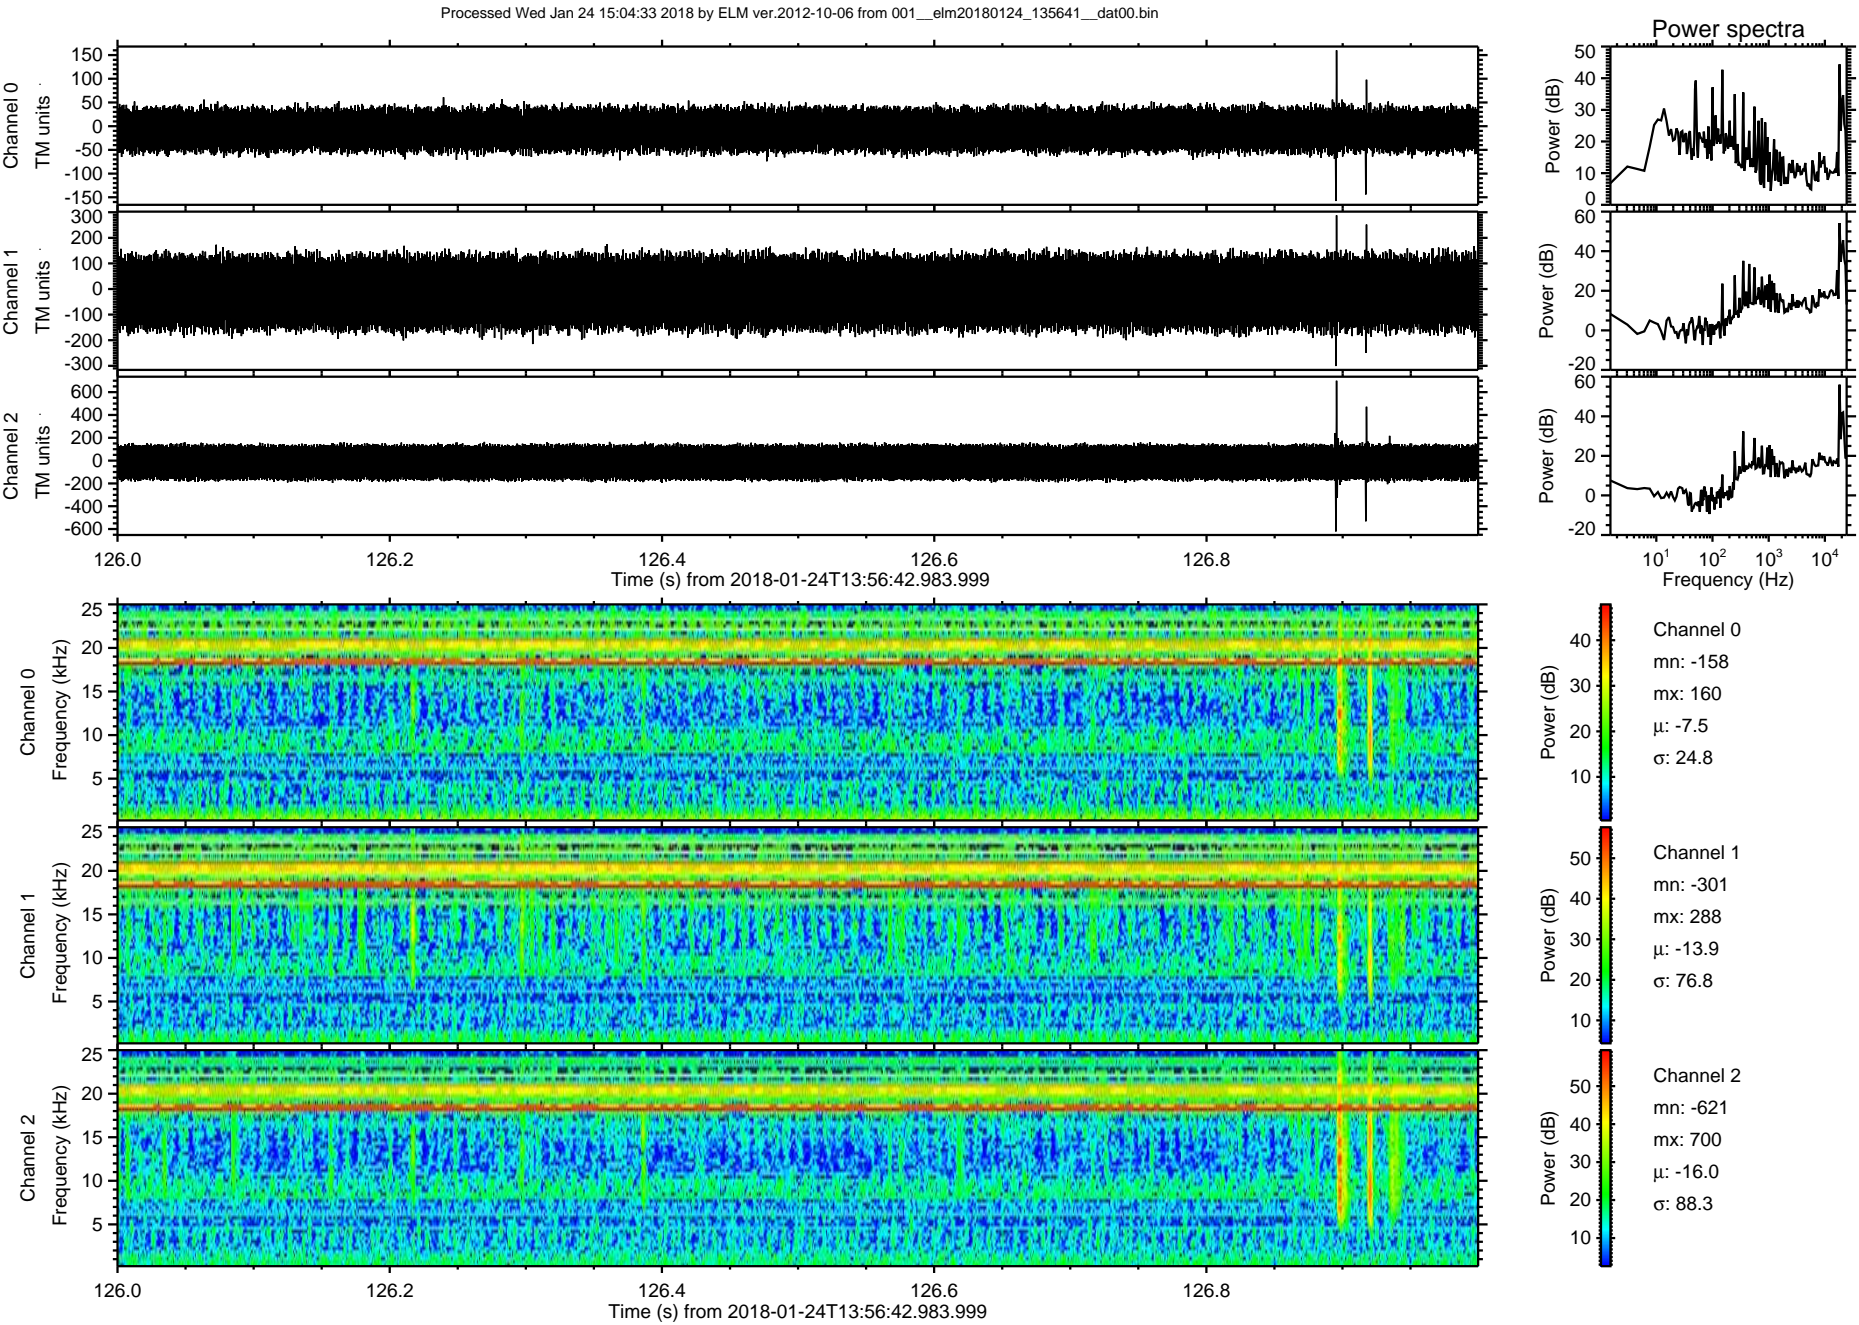 Processed Wed Jan 24 15:04:33 2018 by ELM ver.2012-10-06 from 001__elm20180124_135641__dat00.bin
Power spectra
Channel 0
TM units
150
100
50
0
-50
-100
-150
Power (dB)
50
40
30
20
10
0
Channel 1
TM units
300
200
100
0
-100
-200
-300
Power (dB)
60
40
20
0
-20
Channel 2
TM units
600
400
200
0
-200
-400
-600
Power (dB)
60
40
20
0
-20
126.0 126.2 126.4 126.6 126.8
Time (s) from 2018-01-24T13:56:42.983.999
10^1 10^2 10^3 10^4
Frequency (Hz)
Channel 0
Frequency (kHz)
25
20
15
10
5
Power (dB)
40
30
20
10
Channel 0
mn: -158
mx: 160
μ: -7.5
σ: 24.8
Channel 1
Frequency (kHz)
25
20
15
10
5
Power (dB)
50
40
30
20
10
Channel 1
mn: -301
mx: 288
μ: -13.9
σ: 76.8
Channel 2
Frequency (kHz)
25
20
15
10
5
Power (dB)
50
40
30
20
10
Channel 2
mn: -621
mx: 700
μ: -16.0
σ: 88.3
126.0 126.2 126.4 126.6 126.8
Time (s) from 2018-01-24T13:56:42.983.999